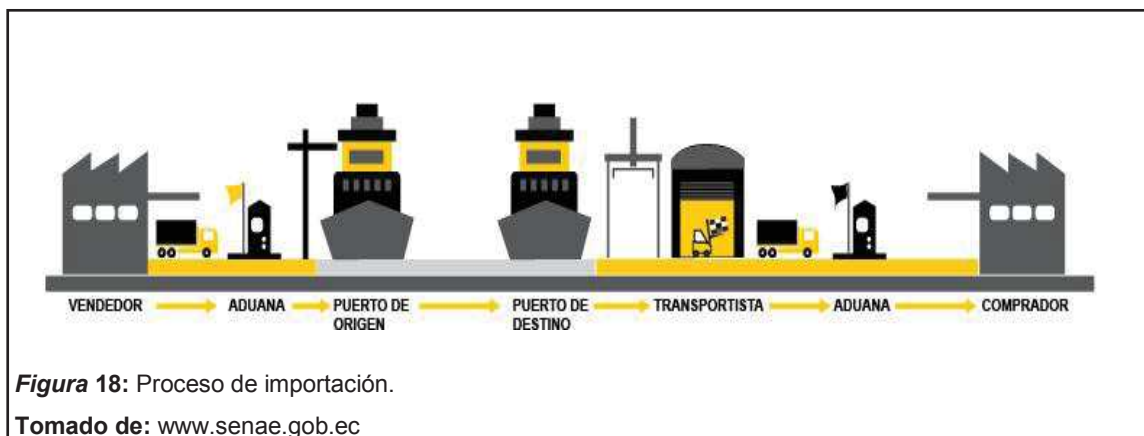 VENDEDOR ADUANA PUERTO DE ORIGEN PUERTO DE DESTINO TRANSPORTISTA ADUANA COMPRADOR
Figura 18: Proceso de importación.
Tomado de: www.senae.gob.ec